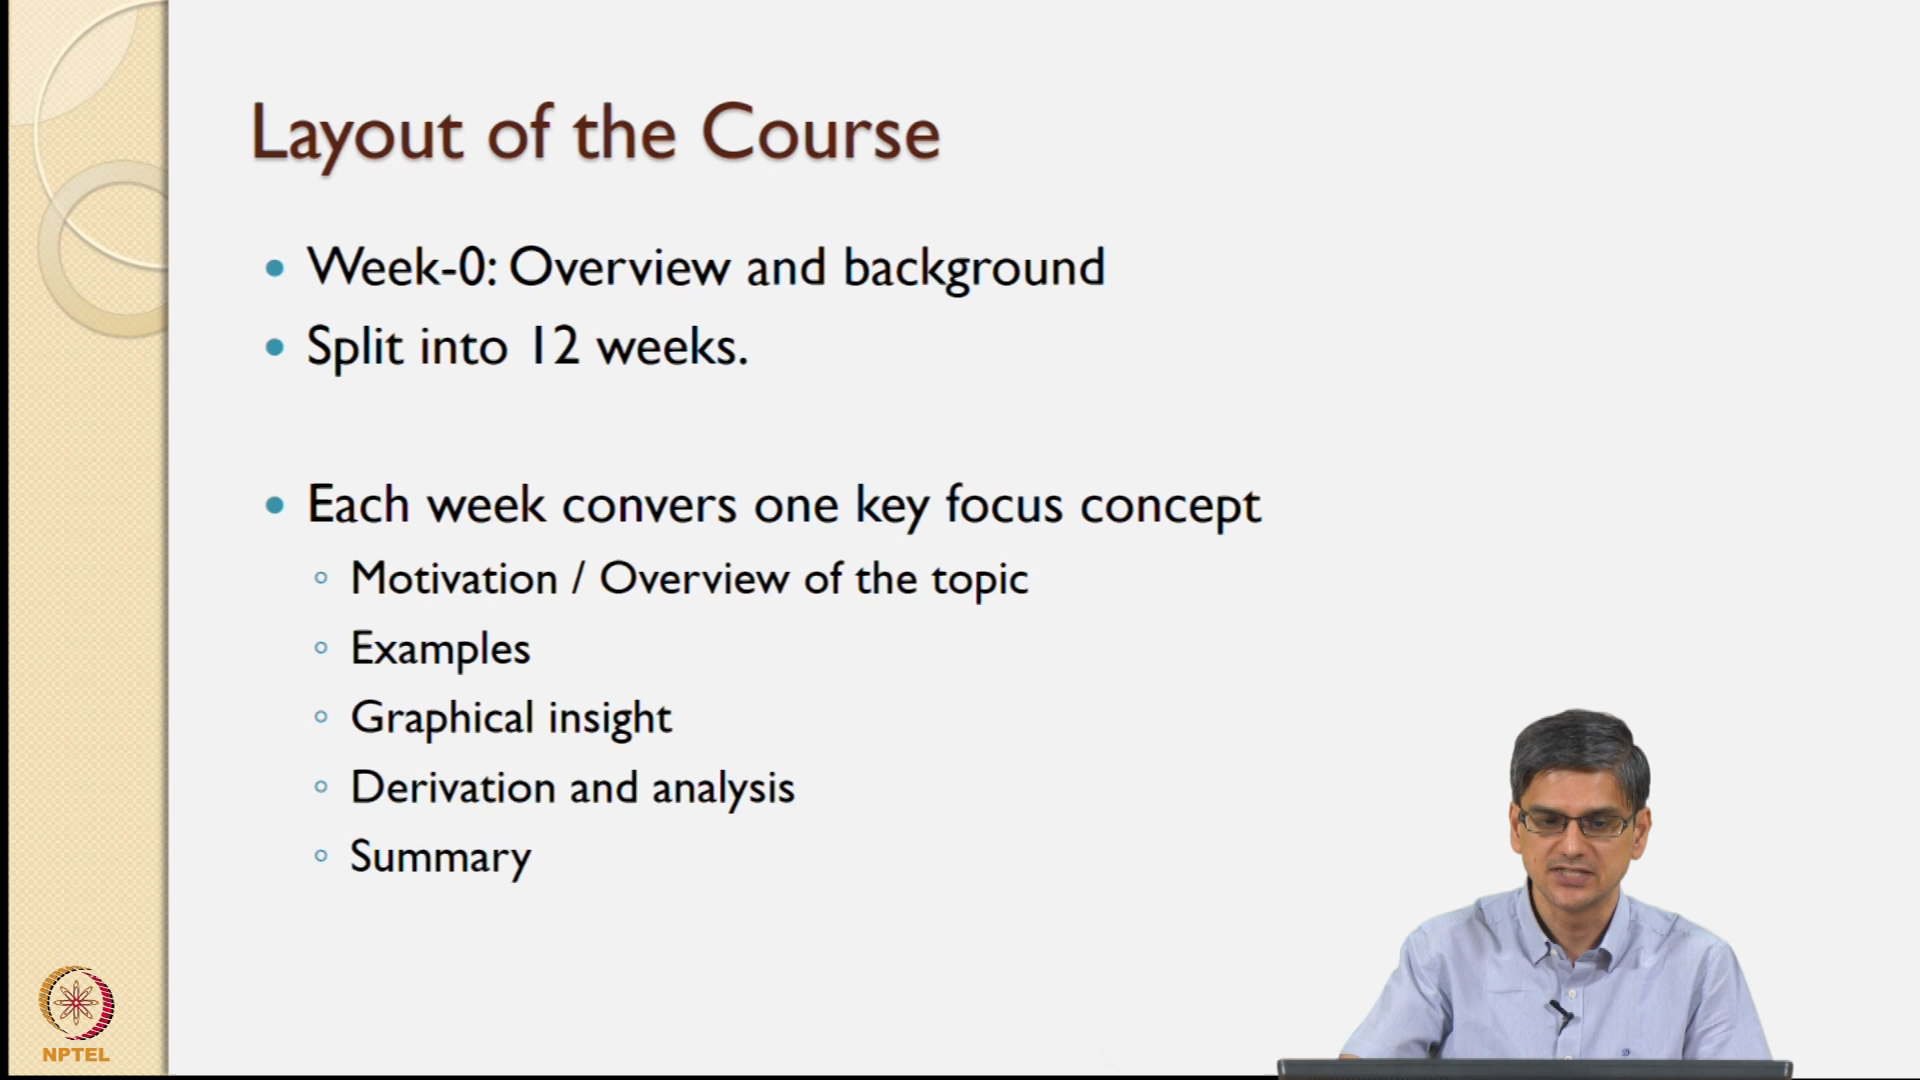 Layout of the Course
Week-0: Overview and background
Split into 12 weeks.
Each week convers one key focus concept
Motivation / Overview of the topic
Examples
Graphical insight
Derivation and analysis
Summary
NPTEL